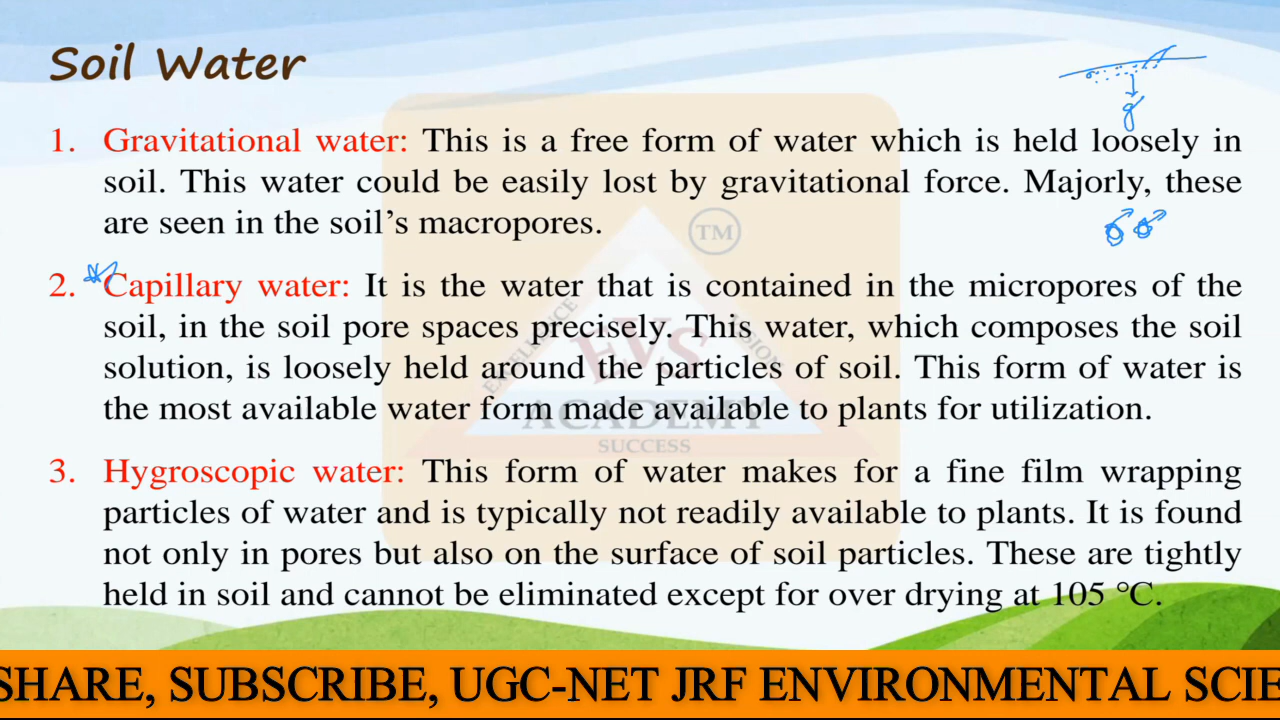 Soil Water
g
1. Gravitational water: This is a free form of water which is held loosely in
soil. This water could be easily lost by gravitational force. Majorly, these
are seen in the soil's macropores.
TM
2. Capillary water: It is the water that is contained in the micropores of the
soil, in the soil pore spaces precisely. This water, which composes the soil
solution, is loosely held around the particles of soil. This form of water is
the most available water form made available to plants for utilization.
EXCELLENCE
VISION
EVS
ACADEMY
SUCCESS
3. Hygroscopic water: This form of water makes for a fine film wrapping
particles of water and is typically not readily available to plants. It is found
not only in pores but also on the surface of soil particles. These are tightly
held in soil and cannot be eliminated except for over drying at 105 °C.
SHARE, SUBSCRIBE, UGC-NET JRF ENVIRONMENTAL SCIE